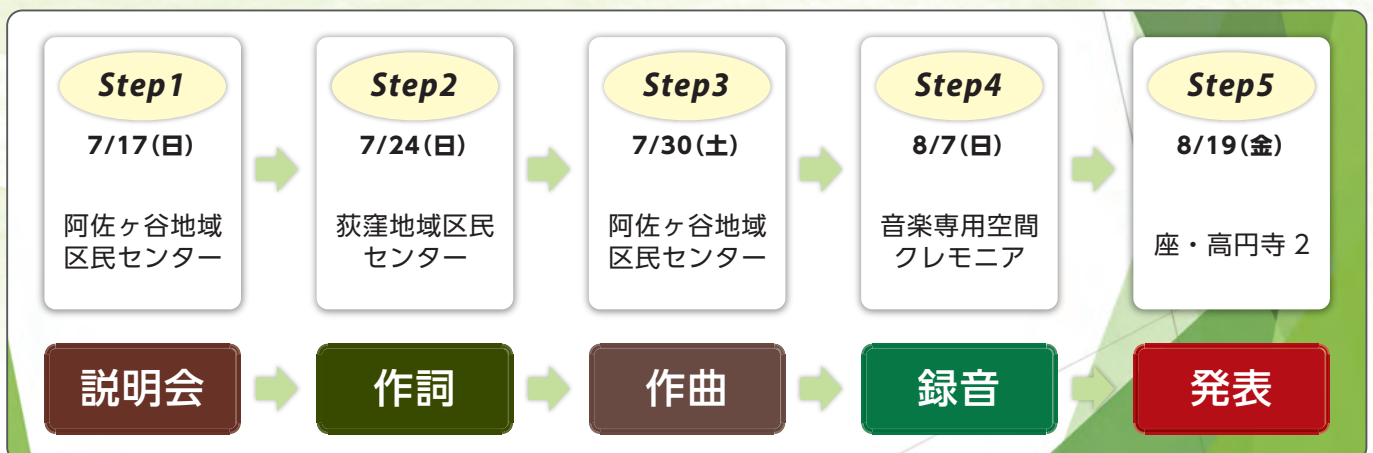 Step1
7/17(日)
阿佐ヶ谷地域
区民センター
説明会
Step2
7/24(日)
荻窪地域区民
センター
作詞
Step3
7/30(土)
阿佐ヶ谷地域
区民センター
作曲
Step4
8/7(日)
音楽専用空間
クレモニア
録音
Step5
8/19(金)
座・高円寺 2
発表